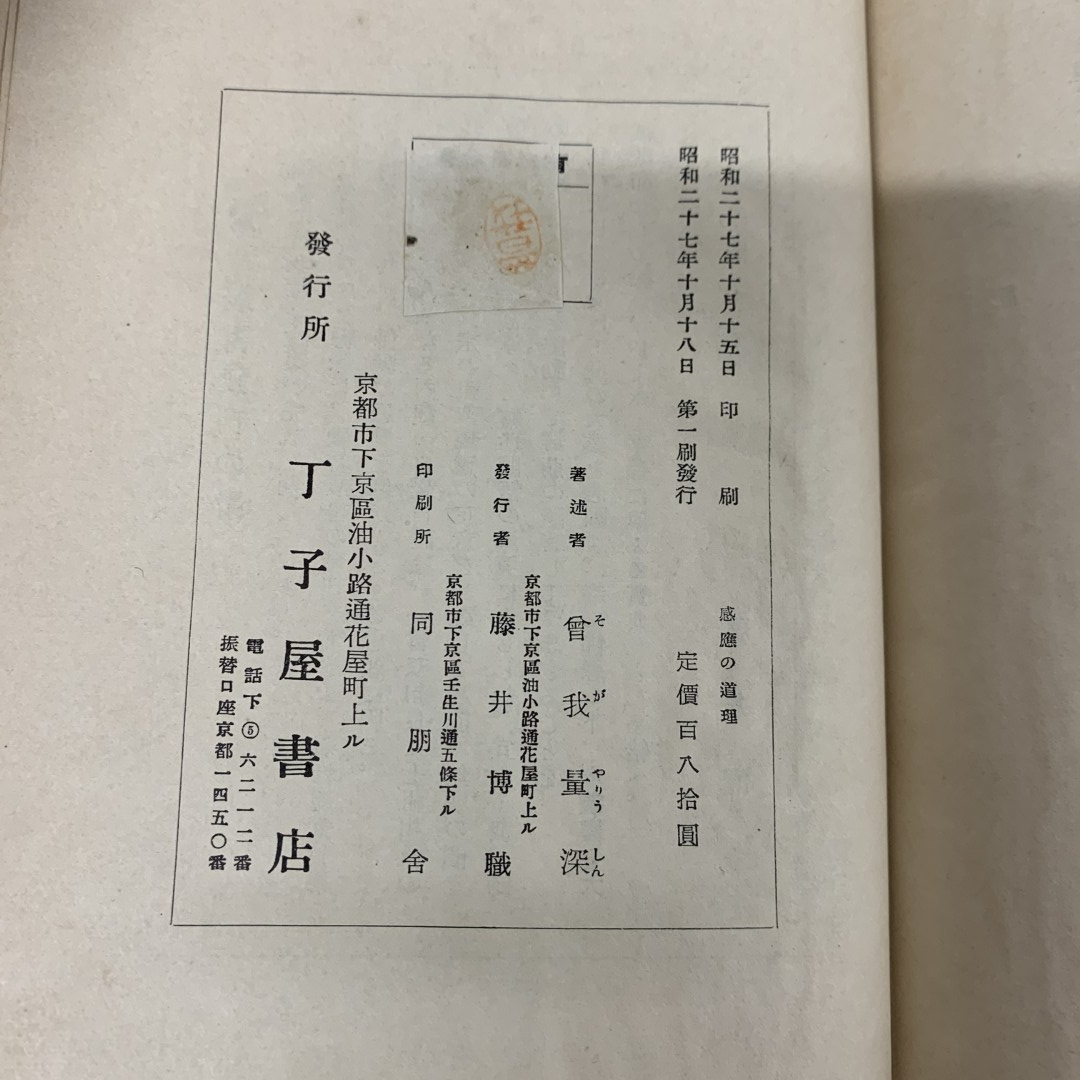 昭和二十七年十月十五日 印刷
昭和二十七年十月十八日 第一刷發行
感應の道理
定價百八拾圓
著述者 曾我量深
そ が りやう しん
京都市下京區油小路通花屋町上ル
發行者 藤井博職
京都市下京區壬生川通五條下ル
印刷所 同朋舍
京都市下京區油小路通花屋町上ル
發行所 丁子屋書店
電話下⑤六二一二番
振替口座京都一四五〇番